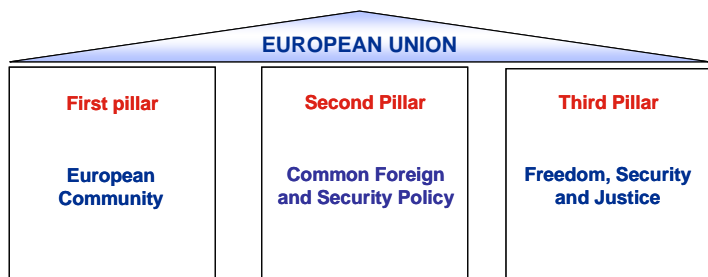 EUROPEAN UNION
First pillar
European
Community
Second Pillar
Common Foreign
and Security Policy
Third Pillar
Freedom, Security
and Justice